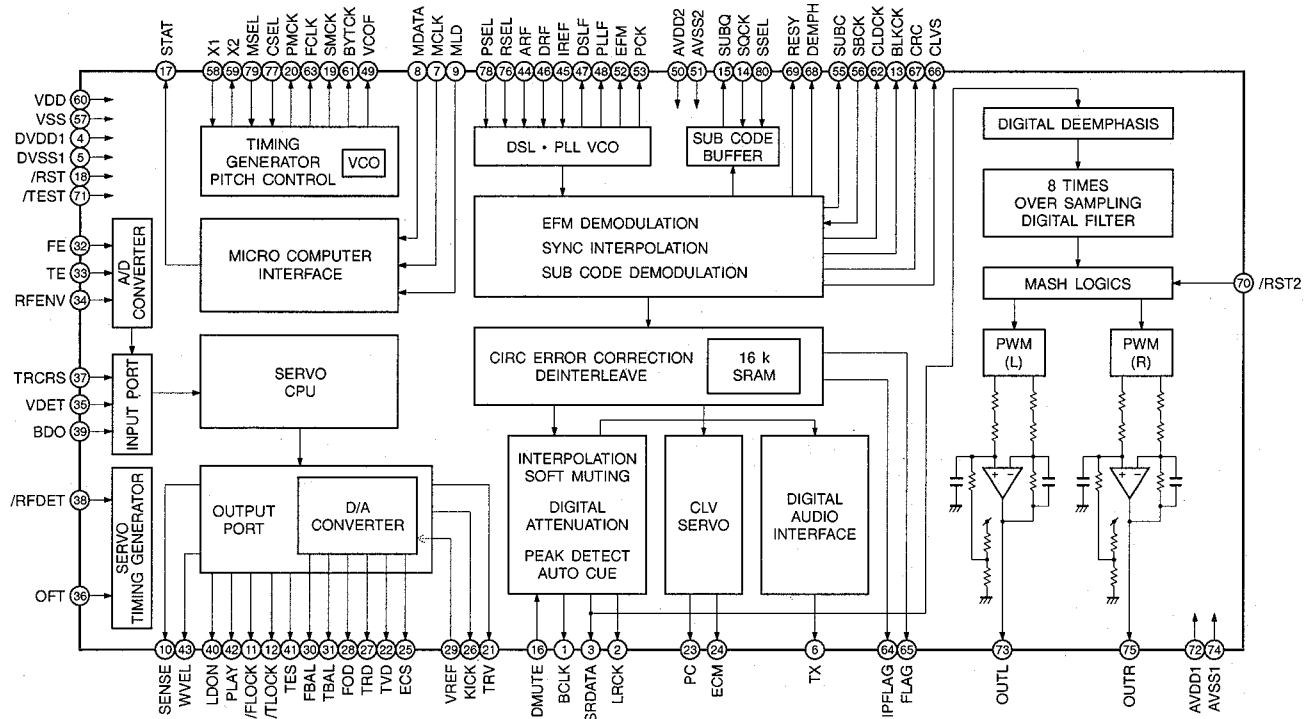 STAT
X1
X2
MSEL
CSEL
PMCK
FCLK
SMCK
BYTCK
VCOF
MDATA
MCLK
MLD
PSEL
RSEL
ARF
DRF
IREF
DSLF
PLLF
EFM
PCK
AVDD2
AVSS2
SUBQ
SQCK
SSEL
RESY
DEMPH
SUBC
SBCK
CLDCK
BLKCK
CRC
CLVS
17
58
59
79
77
20
63
19
61
49
8
7
9
78
76
44
46
45
47
48
52
53
50
51
15
14
80
69
68
55
56
62
13
67
66
VDD 60
VSS 57
DVDD1 4
DVSS1 5
/RST 18
/TEST 71
FE 32
TE 33
RFENV 34
TRCRS 37
VDET 35
BDO 39
/RFDET 38
OFT 36
TIMING
GENERATOR
PITCH CONTROL
VCO
DSL • PLL VCO
SUB CODE
BUFFER
DIGITAL DEEMPHASIS
8 TIMES
OVER SAMPLING
DIGITAL FILTER
A/D
CONVERTER
MICRO COMPUTER
INTERFACE
EFM DEMODULATION
SYNC INTERPOLATION
SUB CODE DEMODULATION
MASH LOGICS
70 /RST2
INPUT PORT
SERVO
CPU
CIRC ERROR CORRECTION
DEINTERLEAVE
16 k
SRAM
PWM
(L)
PWM
(R)
SERVO
TIMING GENERATOR
OUTPUT
PORT
D/A
CONVERTER
INTERPOLATION
SOFT MUTING
DIGITAL
ATTENUATION
PEAK DETECT
AUTO CUE
CLV
SERVO
DIGITAL
AUDIO
INTERFACE
+ −
+ −
10
43
40
42
11
12
41
30
31
28
27
22
25
29
26
21
16
1
3
2
23
24
6
64
65
73
75
72
74
SENSE
WVEL
LDON
PLAY
/FLOCK
/TLOCK
TES
FBAL
TBAL
FOD
TRD
TVD
ECS
VREF
KICK
TRV
DMUTE
BCLK
SRDATA
LRCK
PC
ECM
TX
IPFLAG
FLAG
OUTL
OUTR
AVDD1
AVSS1